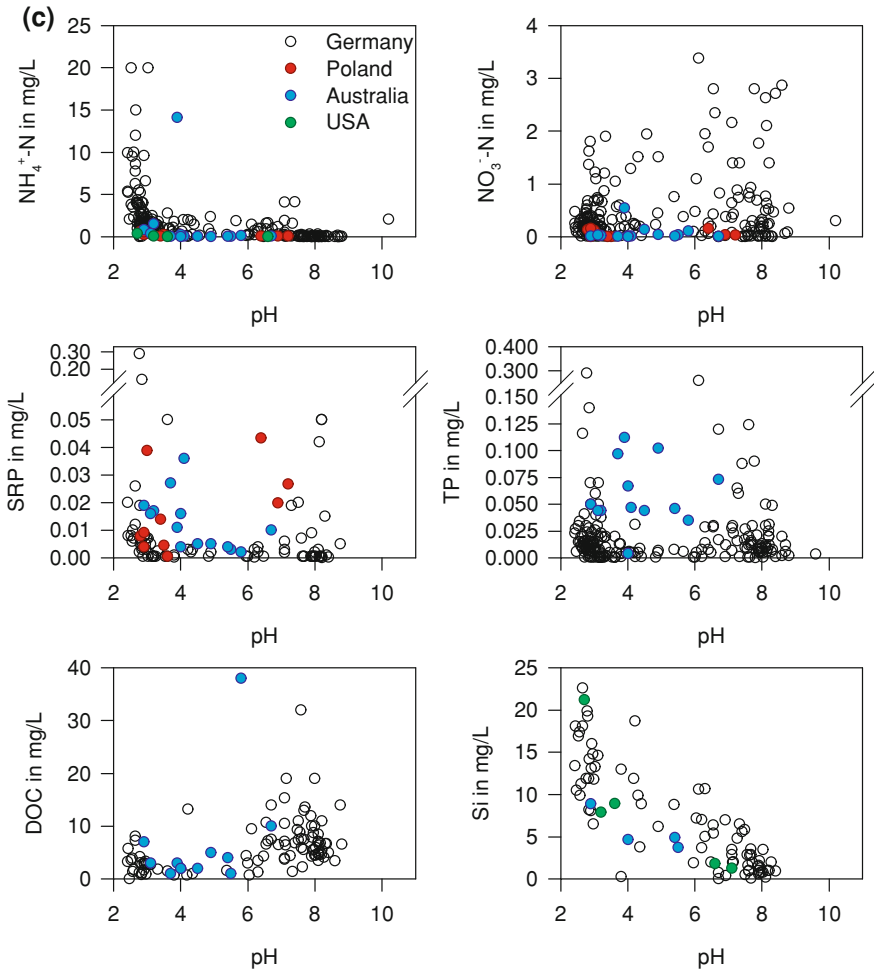 (c)
25
20
15
10
5
0
NH₄⁺-N in mg/L
Germany
Poland
Australia
USA
2 4 6 8 10
pH
4
3
2
1
0
NO₃⁻-N in mg/L
2 4 6 8 10
pH
0.30
0.20
0.05
0.04
0.03
0.02
0.01
0.00
SRP in mg/L
2 4 6 8 10
pH
0.400
0.300
0.150
0.125
0.100
0.075
0.050
0.025
0.000
TP in mg/L
2 4 6 8 10
pH
40
30
20
10
0
DOC in mg/L
2 4 6 8 10
pH
25
20
15
10
5
0
Si in mg/L
2 4 6 8 10
pH